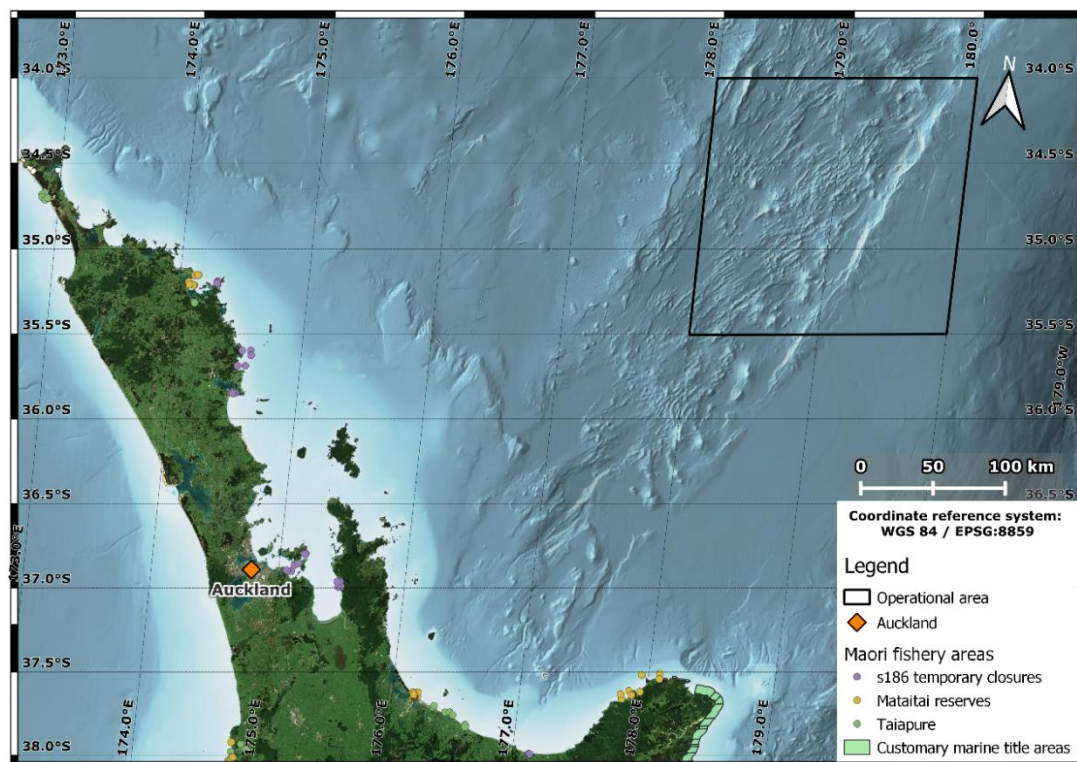 173.0°E
174.0°E
175.0°E
176.0°E
177.0°E
178.0°E
179.0°E
180.0°
34.0°S
34.0°S
N
34.5°S
34.5°S
35.0°S
35.0°S
35.5°S
35.5°S
179.0°W
36.0°S
36.0°S
0 50 100 km
36.5°S
36.5°S
Coordinate reference system:
WGS 84 / EPSG:8859
173.0°E
37.0°S
Auckland
Legend
Operational area
Auckland
Maori fishery areas
s186 temporary closures
Mataitai reserves
Taiapure
Customary marine title areas
37.5°S
38.0°S
174.0°E
175.0°E
176.0°E
177.0°E
178.0°E
179.0°E